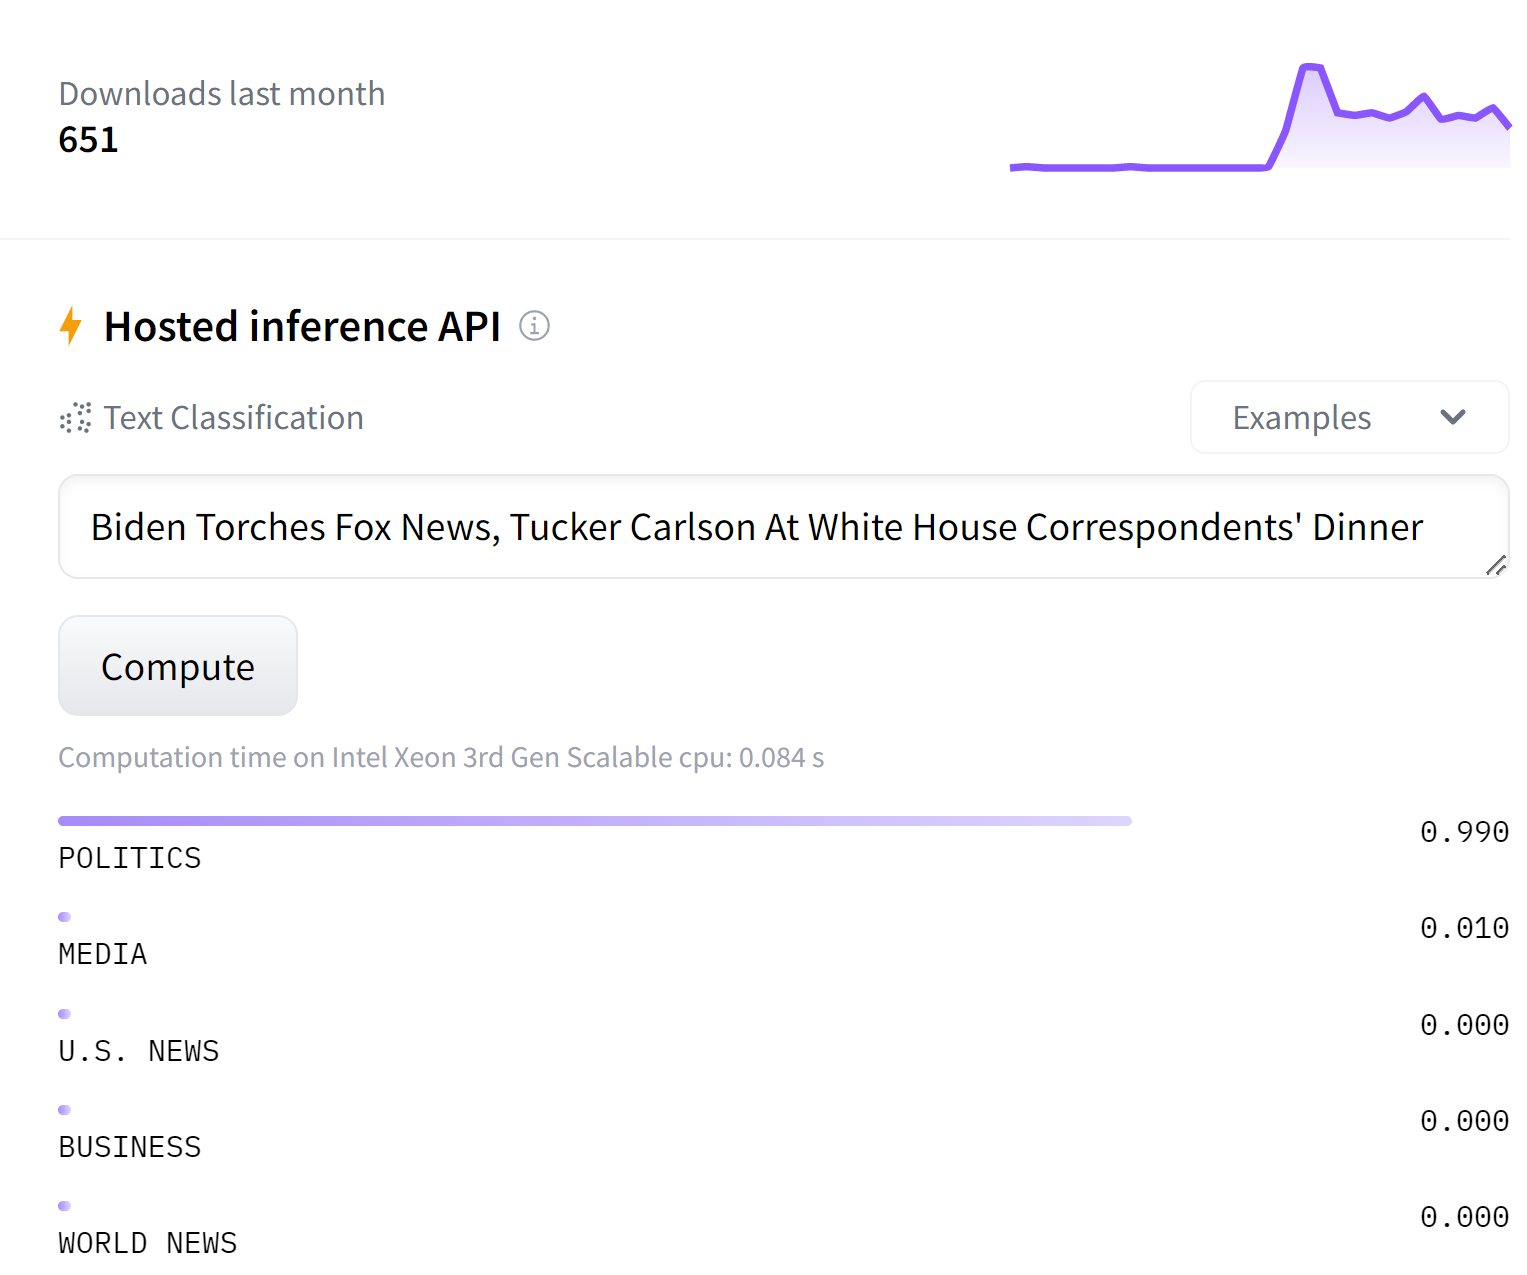 Downloads last month
651
Hosted inference API
Text Classification
Examples
Biden Torches Fox News, Tucker Carlson At White House Correspondents' Dinner
Compute
Computation time on Intel Xeon 3rd Gen Scalable cpu: 0.084 s
0.990
POLITICS
0.010
MEDIA
0.000
U.S. NEWS
0.000
BUSINESS
0.000
WORLD NEWS